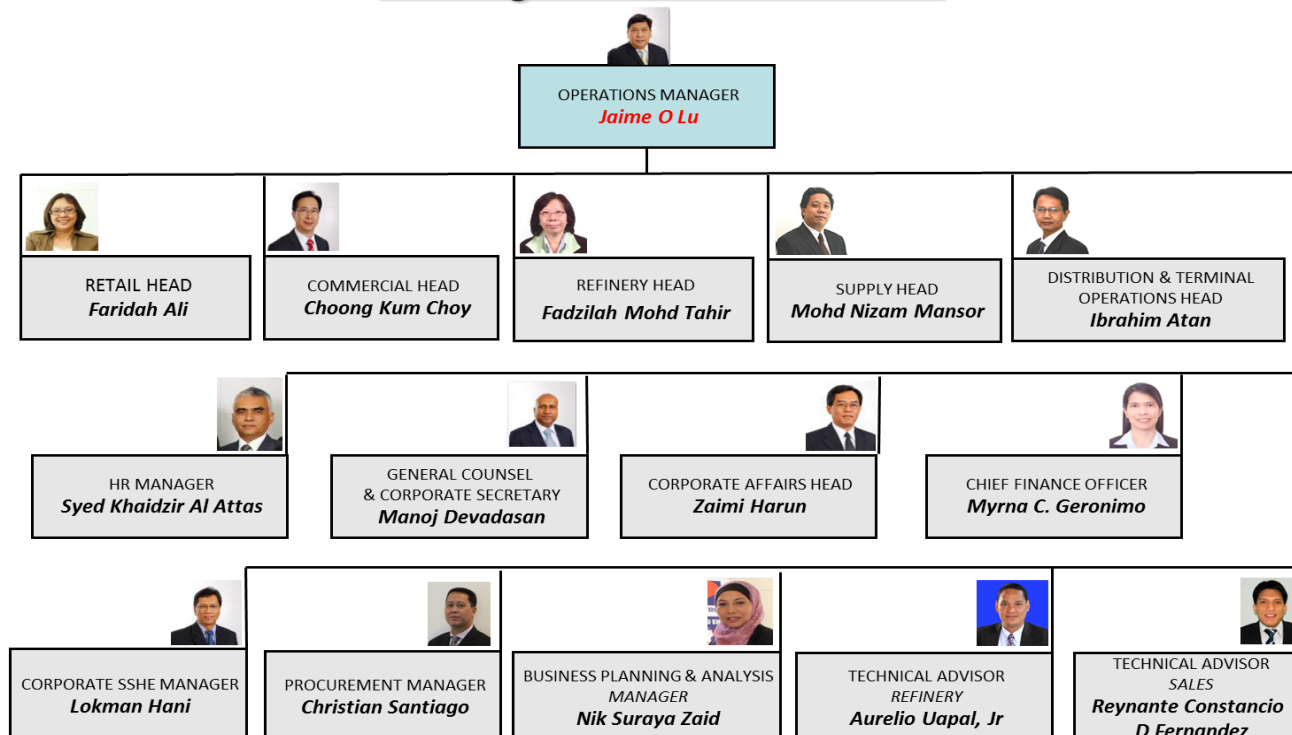 OPERATIONS MANAGER
Jaime O Lu
RETAIL HEAD
Faridah Ali
COMMERCIAL HEAD
Choong Kum Choy
REFINERY HEAD
Fadzilah Mohd Tahir
SUPPLY HEAD
Mohd Nizam Mansor
DISTRIBUTION & TERMINAL
OPERATIONS HEAD
Ibrahim Atan
HR MANAGER
Syed Khaidzir Al Attas
GENERAL COUNSEL
& CORPORATE SECRETARY
Manoj Devadasan
CORPORATE AFFAIRS HEAD
Zaimi Harun
CHIEF FINANCE OFFICER
Myrna C. Geronimo
CORPORATE SSHE MANAGER
Lokman Hani
PROCUREMENT MANAGER
Christian Santiago
BUSINESS PLANNING & ANALYSIS
MANAGER
Nik Suraya Zaid
TECHNICAL ADVISOR
REFINERY
Aurelio Uapal, Jr
TECHNICAL ADVISOR
SALES
Reynante Constancio
D Fernandez